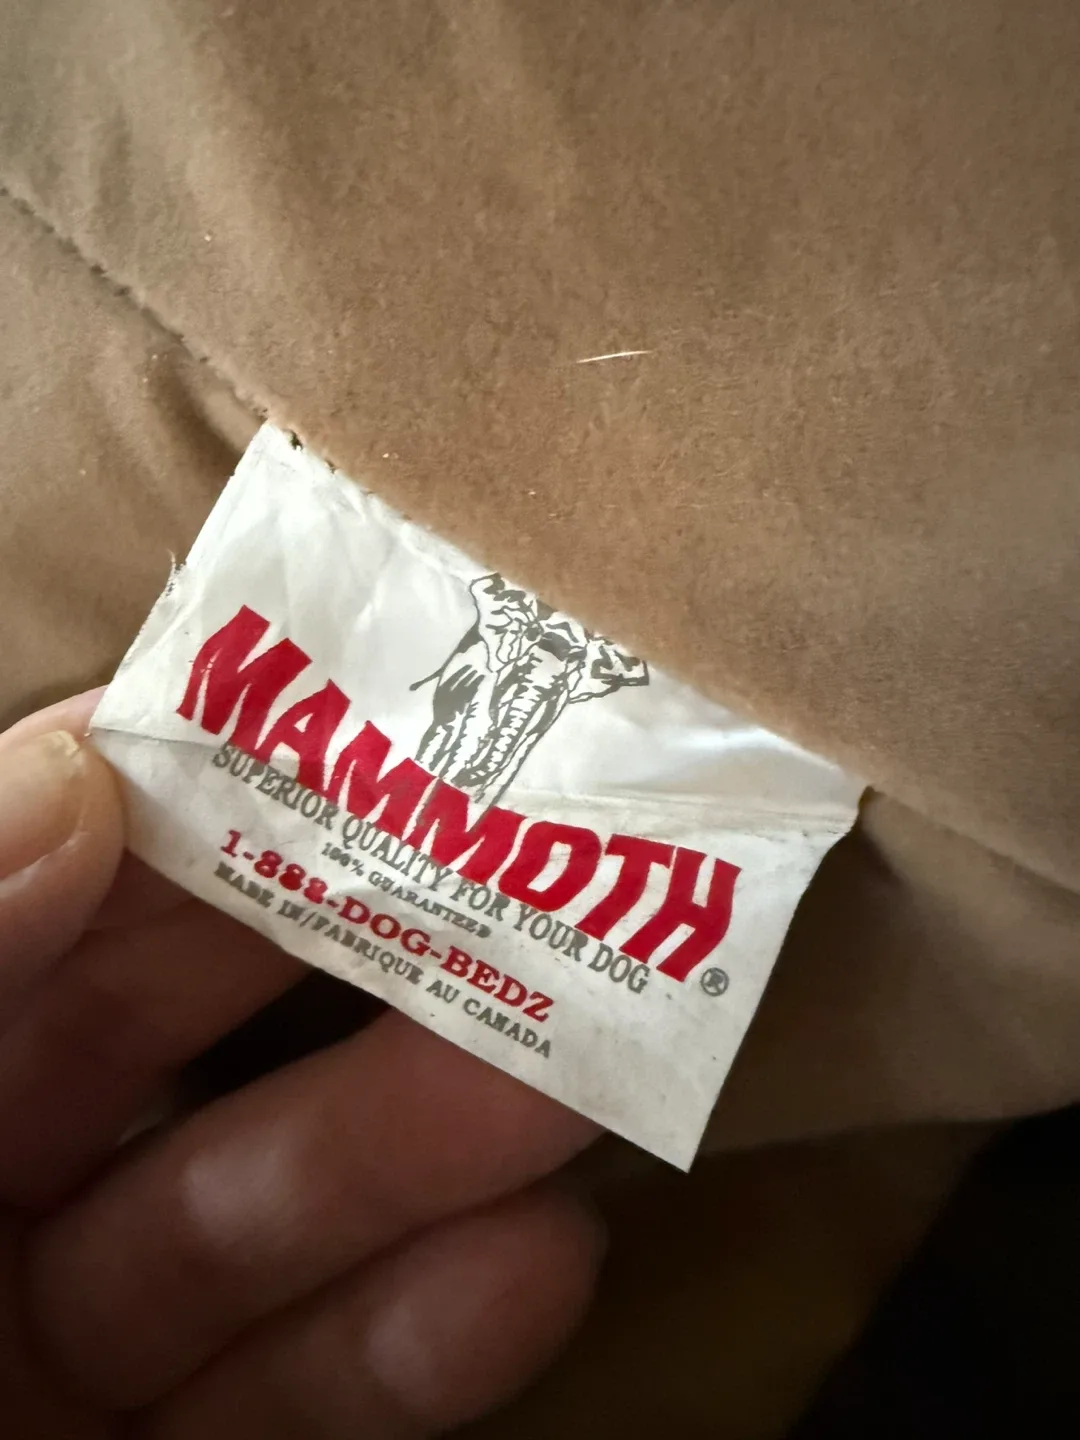 MAMMOTH®
SUPERIOR QUALITY FOR YOUR DOG
100% GUARANTEED
1-888-DOG-BEDZ
MADE IN/FABRIQUE AU CANADA